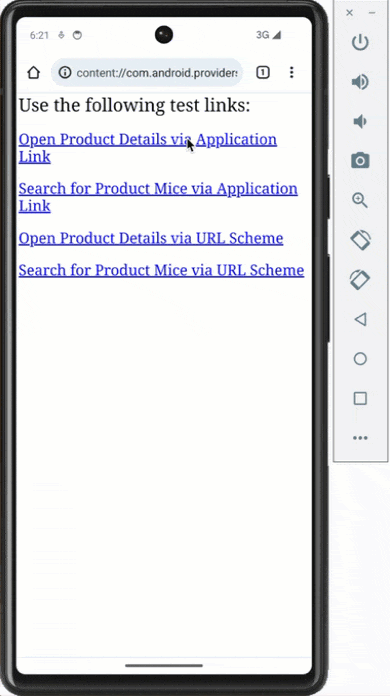 6:21
3G
content://com.android.providers
1
Use the following test links:
Open Product Details via Application
Link
Search for Product Mice via Application
Link
Open Product Details via URL Scheme
Search for Product Mice via URL Scheme